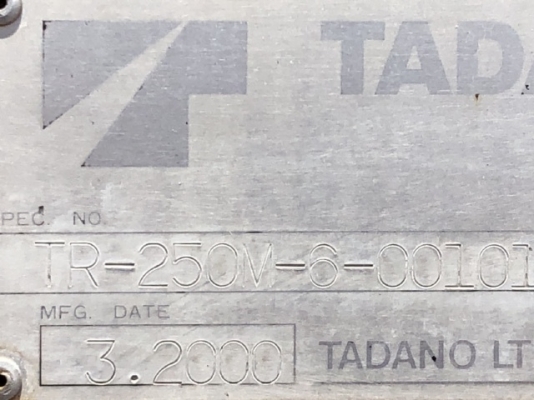 TADA
PEC. NO.
TR-250M-6-00101
MFG. DATE
3.2000
TADANO LT